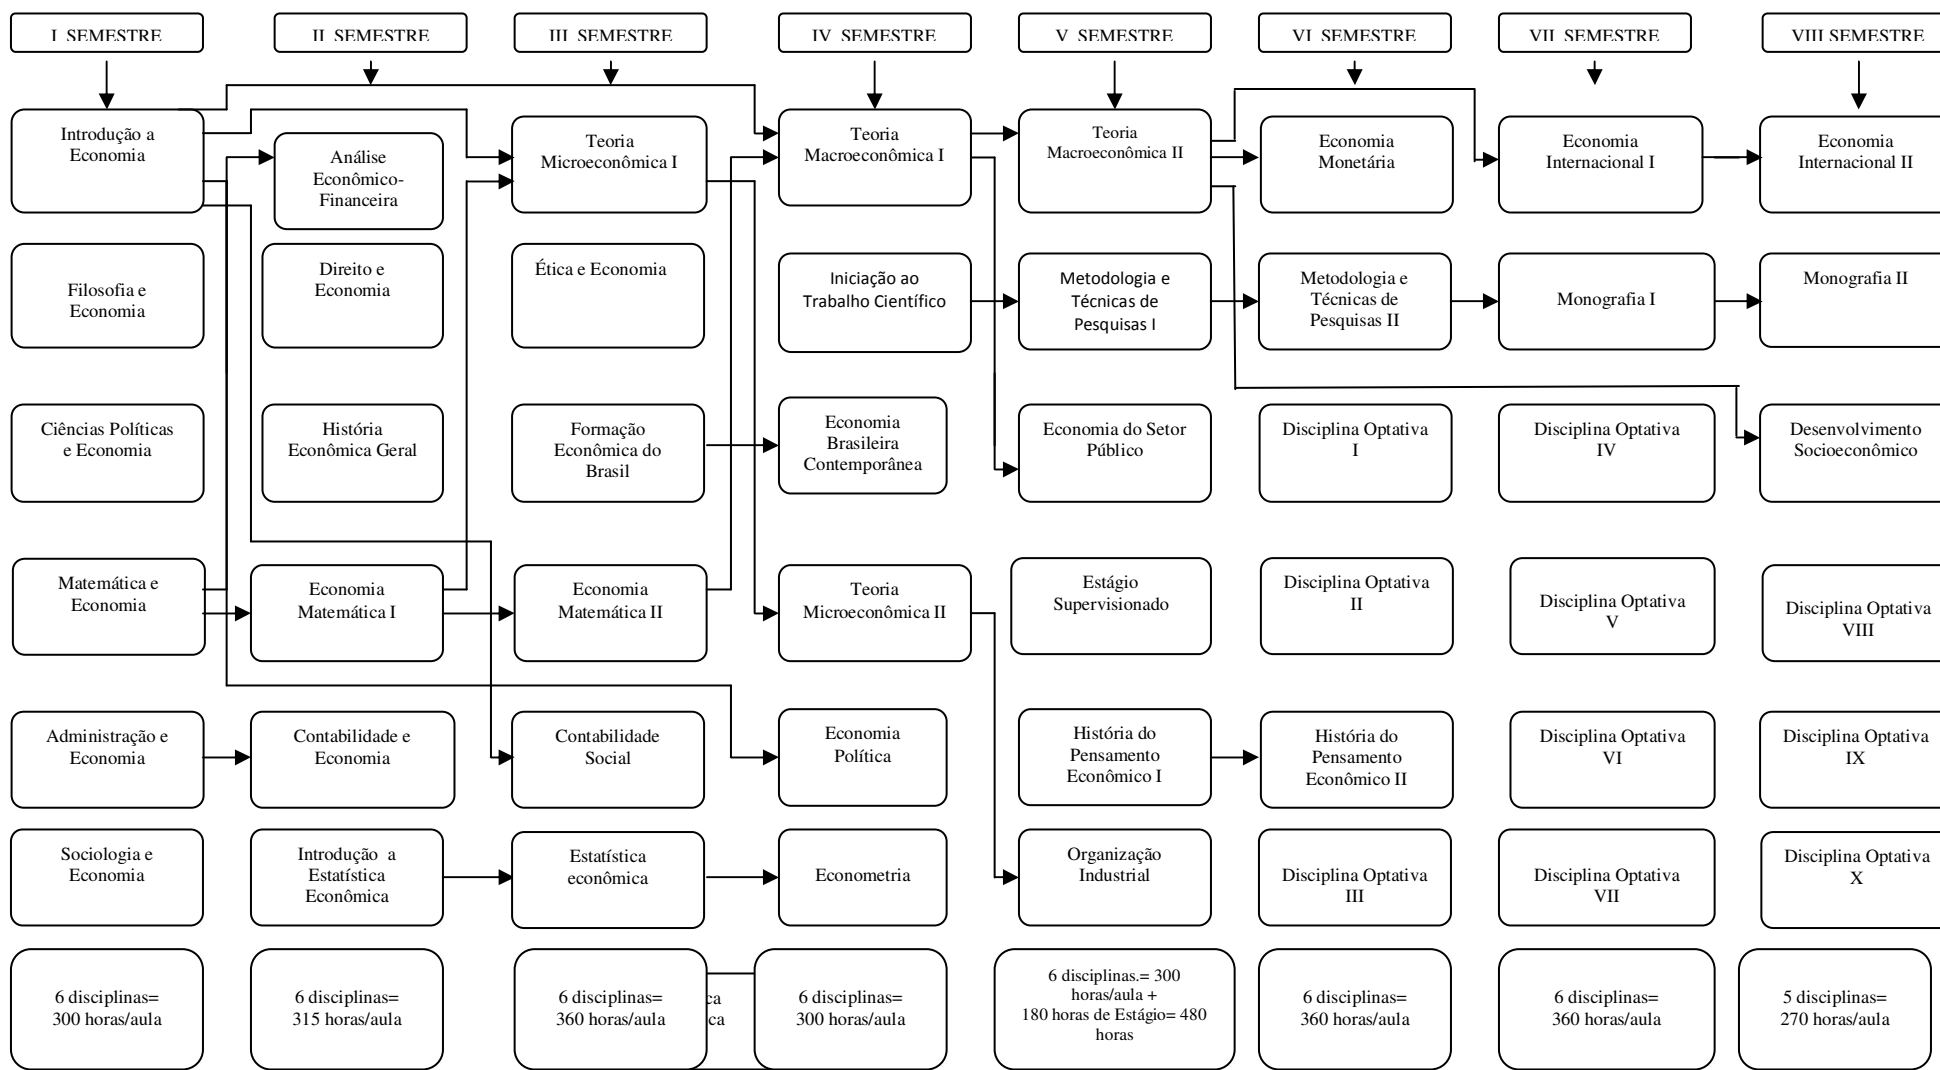 I SEMESTRE
II SEMESTRE
III SEMESTRE
IV SEMESTRE
V SEMESTRE
VI SEMESTRE
VII SEMESTRE
VIII SEMESTRE
Introdução a
Economia
Análise
Econômico-
Financeira
Teoria
Microeconômica I
Teoria
Macroeconômica I
Teoria
Macroeconômica II
Economia
Monetária
Economia
Internacional I
Economia
Internacional II
Filosofia e
Economia
Direito e
Economia
Ética e Economia
Iniciação ao
Trabalho Científico
Metodologia e
Técnicas de
Pesquisas I
Metodologia e
Técnicas de
Pesquisas II
Monografia I
Monografia II
Ciências Políticas
e Economia
História
Econômica Geral
Formação
Econômica do
Brasil
Economia
Brasileira
Contemporânea
Economia do Setor
Público
Disciplina Optativa
I
Disciplina Optativa
IV
Desenvolvimento
Socioeconômico
Matemática e
Economia
Economia
Matemática I
Economia
Matemática II
Teoria
Microeconômica II
Estágio
Supervisionado
Disciplina Optativa
II
Disciplina Optativa
V
Disciplina Optativa
VIII
Administração e
Economia
Contabilidade e
Economia
Contabilidade
Social
Economia
Política
História do
Pensamento
Econômico I
História do
Pensamento
Econômico II
Disciplina Optativa
VI
Disciplina Optativa
IX
Sociologia e
Economia
Introdução a
Estatística
Econômica
Estatística
econômica
Econometria
Organização
Industrial
Disciplina Optativa
III
Disciplina Optativa
VII
Disciplina Optativa
X
6 disciplinas=
300 horas/aula
6 disciplinas=
315 horas/aula
6 disciplinas=
360 horas/aula
ca
ca
6 disciplinas=
300 horas/aula
6 disciplinas.= 300
horas/aula +
180 horas de Estágio= 480
horas
6 disciplinas=
360 horas/aula
6 disciplinas=
360 horas/aula
5 disciplinas=
270 horas/aula